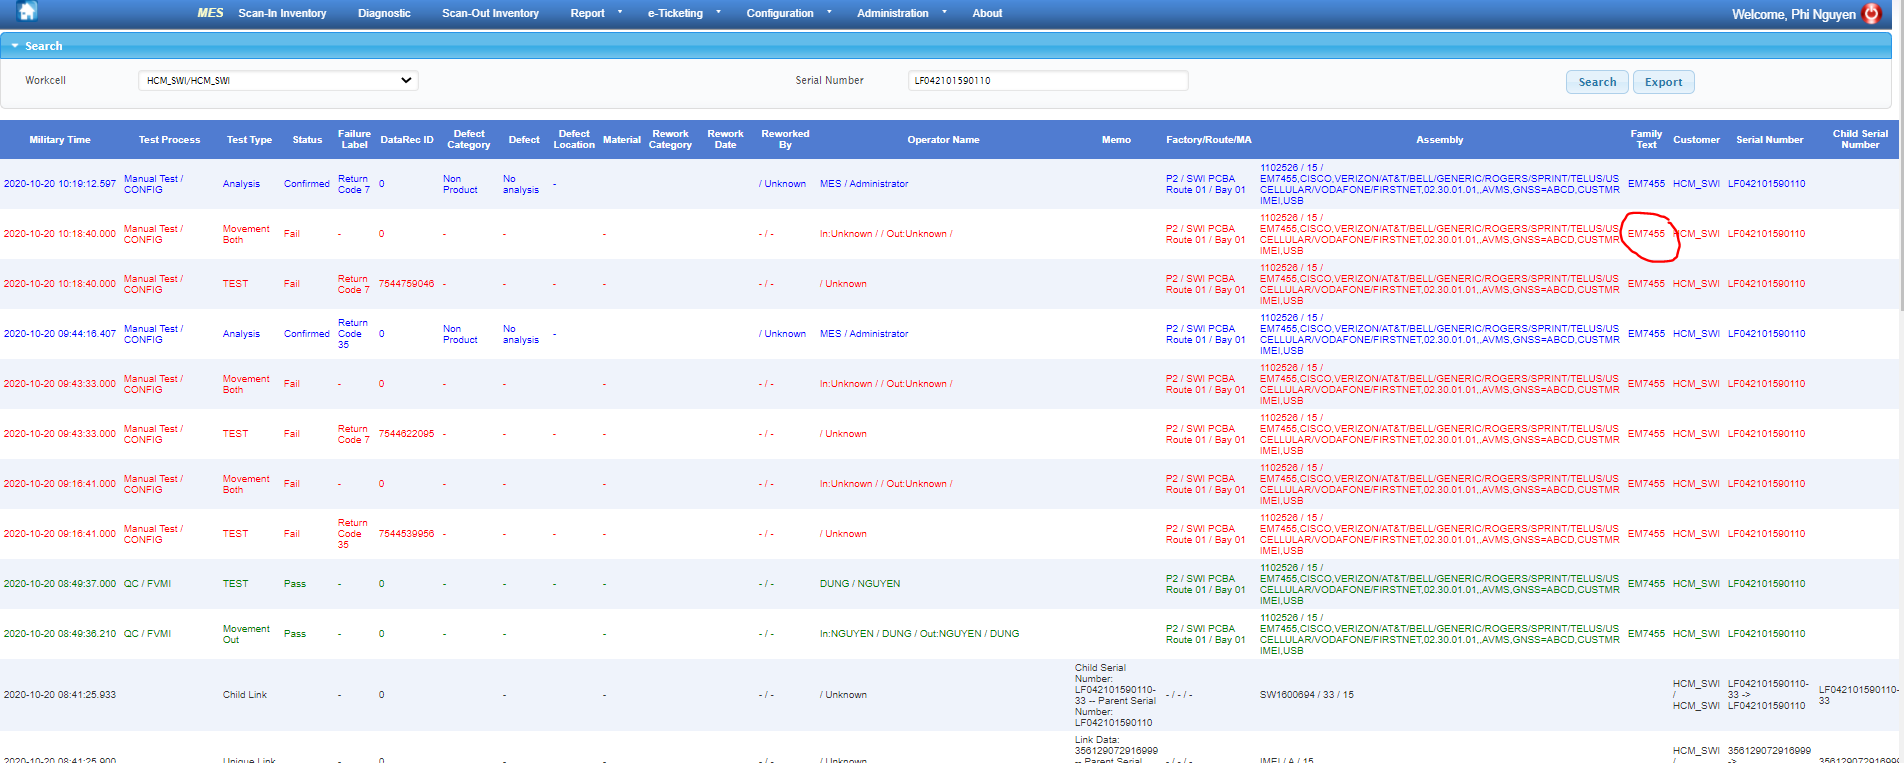 MES Scan-In Inventory Diagnostic Scan-Out Inventory Report e-Ticketing Configuration Administration About Welcome, Phi Nguyen
Search
Workcell HCM_SWI/HCM_SWI Serial Number LF042101590110 Search Export
Military Time Test Process Test Type Status Failure Label DataRec ID Defect Category Defect Defect Location Material Rework Category Rework Date Reworked By Operator Name Memo Factory/Route/MA Assembly Family Text Customer Serial Number Child Serial Number
2020-10-20 10:19:12.597 Manual Test / CONFIG Analysis Confirmed Return Code 7 0 Non Product No analysis - / Unknown MES / Administrator P2 / SWI PCBA Route 01 / Bay 01 1102526 / 15 / EM7455,CISCO,VERIZON/AT&T/BELL/GENERIC/ROGERS/SPRINT/TELUS/US CELLULAR/VODAFONE/FIRSTNET,02.30.01.01,,AVMS,GNSS=ABCD,CUSTMR IMEI,USB EM7455 HCM_SWI LF042101590110
2020-10-20 10:18:40.000 Manual Test / CONFIG Movement Both Fail - 0 - - - - / - In:Unknown / / Out:Unknown / P2 / SWI PCBA Route 01 / Bay 01 1102526 / 15 / EM7455,CISCO,VERIZON/AT&T/BELL/GENERIC/ROGERS/SPRINT/TELUS/US CELLULAR/VODAFONE/FIRSTNET,02.30.01.01,,AVMS,GNSS=ABCD,CUSTMR IMEI,USB EM7455 HCM_SWI LF042101590110
2020-10-20 10:18:40.000 Manual Test / CONFIG TEST Fail Return Code 7 7544759046 - - - - - / - / Unknown P2 / SWI PCBA Route 01 / Bay 01 1102526 / 15 / EM7455,CISCO,VERIZON/AT&T/BELL/GENERIC/ROGERS/SPRINT/TELUS/US CELLULAR/VODAFONE/FIRSTNET,02.30.01.01,,AVMS,GNSS=ABCD,CUSTMR IMEI,USB EM7455 HCM_SWI LF042101590110
2020-10-20 09:44:16.407 Manual Test / CONFIG Analysis Confirmed Return Code 35 0 Non Product No analysis - / Unknown MES / Administrator P2 / SWI PCBA Route 01 / Bay 01 1102526 / 15 / EM7455,CISCO,VERIZON/AT&T/BELL/GENERIC/ROGERS/SPRINT/TELUS/US CELLULAR/VODAFONE/FIRSTNET,02.30.01.01,,AVMS,GNSS=ABCD,CUSTMR IMEI,USB EM7455 HCM_SWI LF042101590110
2020-10-20 09:43:33.000 Manual Test / CONFIG Movement Both Fail - 0 - - - - / - In:Unknown / / Out:Unknown / P2 / SWI PCBA Route 01 / Bay 01 1102526 / 15 / EM7455,CISCO,VERIZON/AT&T/BELL/GENERIC/ROGERS/SPRINT/TELUS/US CELLULAR/VODAFONE/FIRSTNET,02.30.01.01,,AVMS,GNSS=ABCD,CUSTMR IMEI,USB EM7455 HCM_SWI LF042101590110
2020-10-20 09:43:33.000 Manual Test / CONFIG TEST Fail Return Code 7 7544622095 - - - - - / - / Unknown P2 / SWI PCBA Route 01 / Bay 01 1102526 / 15 / EM7455,CISCO,VERIZON/AT&T/BELL/GENERIC/ROGERS/SPRINT/TELUS/US CELLULAR/VODAFONE/FIRSTNET,02.30.01.01,,AVMS,GNSS=ABCD,CUSTMR IMEI,USB EM7455 HCM_SWI LF042101590110
2020-10-20 09:16:41.000 Manual Test / CONFIG Movement Both Fail - 0 - - - - / - In:Unknown / / Out:Unknown / P2 / SWI PCBA Route 01 / Bay 01 1102526 / 15 / EM7455,CISCO,VERIZON/AT&T/BELL/GENERIC/ROGERS/SPRINT/TELUS/US CELLULAR/VODAFONE/FIRSTNET,02.30.01.01,,AVMS,GNSS=ABCD,CUSTMR IMEI,USB EM7455 HCM_SWI LF042101590110
2020-10-20 09:16:41.000 Manual Test / CONFIG TEST Fail Return Code 35 7544539956 - - - - - / - / Unknown P2 / SWI PCBA Route 01 / Bay 01 1102526 / 15 / EM7455,CISCO,VERIZON/AT&T/BELL/GENERIC/ROGERS/SPRINT/TELUS/US CELLULAR/VODAFONE/FIRSTNET,02.30.01.01,,AVMS,GNSS=ABCD,CUSTMR IMEI,USB EM7455 HCM_SWI LF042101590110
2020-10-20 08:49:37.000 QC / FVMI TEST Pass - 0 - - - - / - DUNG / NGUYEN P2 / SWI PCBA Route 01 / Bay 01 1102526 / 15 / EM7455,CISCO,VERIZON/AT&T/BELL/GENERIC/ROGERS/SPRINT/TELUS/US CELLULAR/VODAFONE/FIRSTNET,02.30.01.01,,AVMS,GNSS=ABCD,CUSTMR IMEI,USB EM7455 HCM_SWI LF042101590110
2020-10-20 08:49:36.210 QC / FVMI Movement Out Pass - 0 - - - - / - In:NGUYEN / DUNG / Out:NGUYEN / DUNG P2 / SWI PCBA Route 01 / Bay 01 1102526 / 15 / EM7455,CISCO,VERIZON/AT&T/BELL/GENERIC/ROGERS/SPRINT/TELUS/US CELLULAR/VODAFONE/FIRSTNET,02.30.01.01,,AVMS,GNSS=ABCD,CUSTMR IMEI,USB EM7455 HCM_SWI LF042101590110
2020-10-20 08:41:25.933 Child Link - 0 - - - / - / Unknown Child Serial Number: LF042101590110-33 -- Parent Serial Number: LF042101590110 - / - / - SW1600694 / 33 / 15 HCM_SWI / HCM_SWI LF042101590110-33 -> LF042101590110 LF042101590110-33
2020-10-20 08:41:25.900 Unique Link - 0 - - - / - / Unknown Link Data: 356129072916999 -- Parent Serial - / - / - IMEI / A / 15 HCM_SWI / 356129072916999 -> 356129072916999